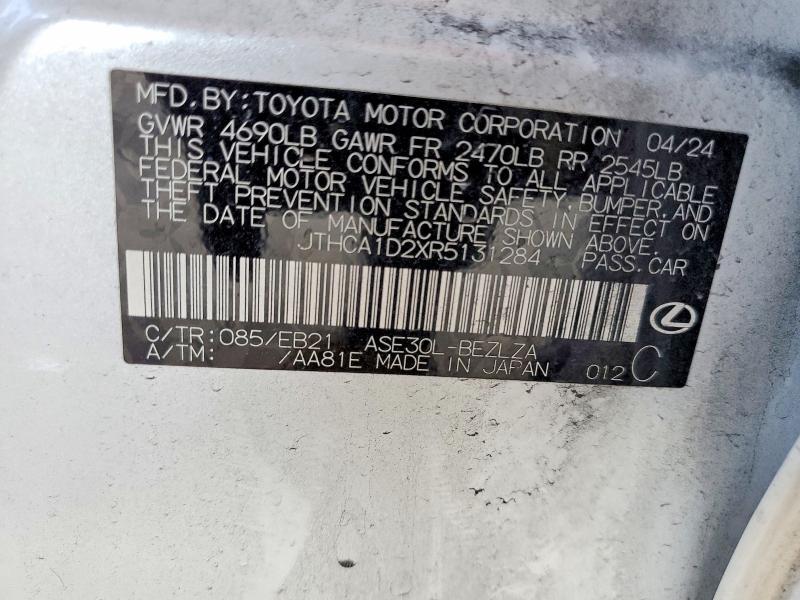 MFD. BY: TOYOTA MOTOR CORPORATION 04/24
GVWR 4690LB GAWR FR 2470LB RR 2545LB
THIS VEHICLE CONFORMS TO ALL APPLICABLE
FEDERAL MOTOR VEHICLE SAFETY, BUMPER, AND
THEFT PREVENTION STANDARDS IN EFFECT ON
THE DATE OF MANUFACTURE SHOWN ABOVE.
JTHCA1D2XR5131284 PASS. CAR
C/TR: 085/EB21 ASE30L-BEZLZA
A/TM: /AA81E MADE IN JAPAN 012 C